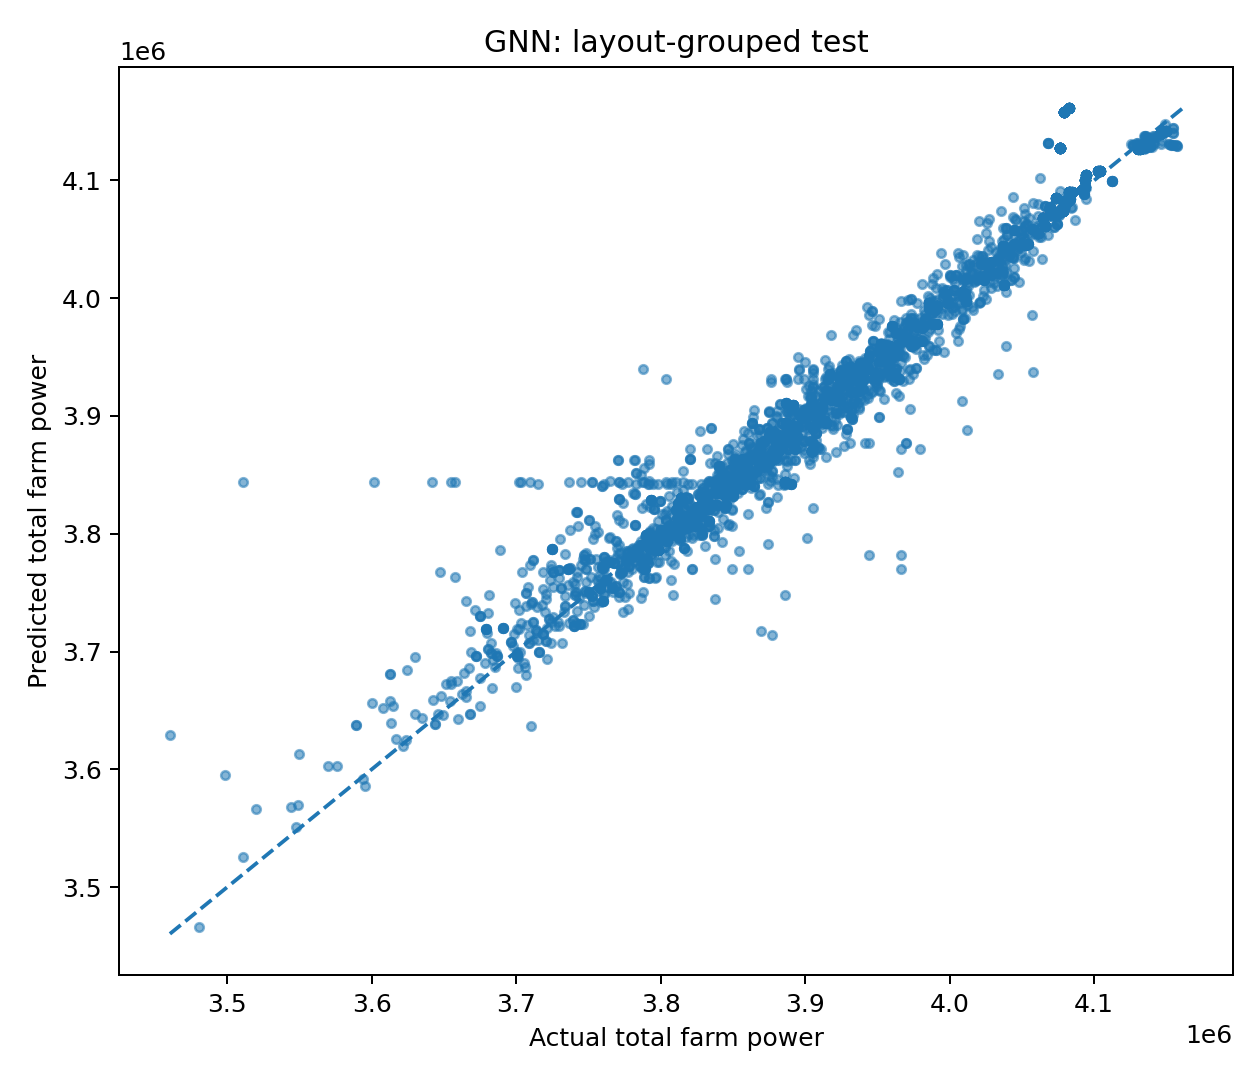 GNN: layout-grouped test
1e6
4.1
4.0
3.9
3.8
3.7
3.6
3.5
Predicted total farm power
3.5 3.6 3.7 3.8 3.9 4.0 4.1
1e6
Actual total farm power